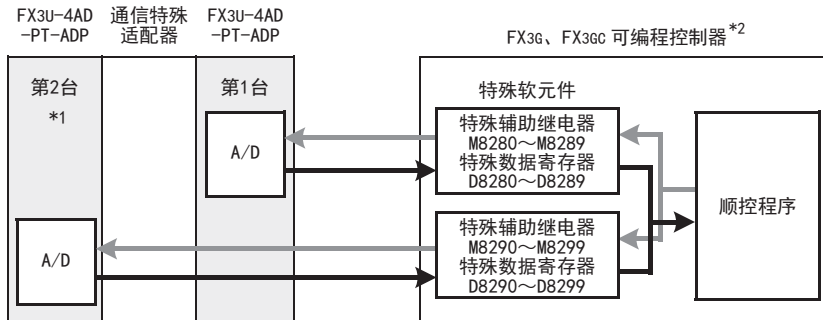 FX3U-4AD
-PT-ADP
通信特殊
适配器
FX3U-4AD
-PT-ADP
FX3G、FX3GC 可编程控制器*2
第2台
*1
第1台
A/D
A/D
特殊软元件
特殊辅助继电器
M8280～M8289
特殊数据寄存器
D8280～D8289
特殊辅助继电器
M8290～M8299
特殊数据寄存器
D8290～D8299
顺控程序